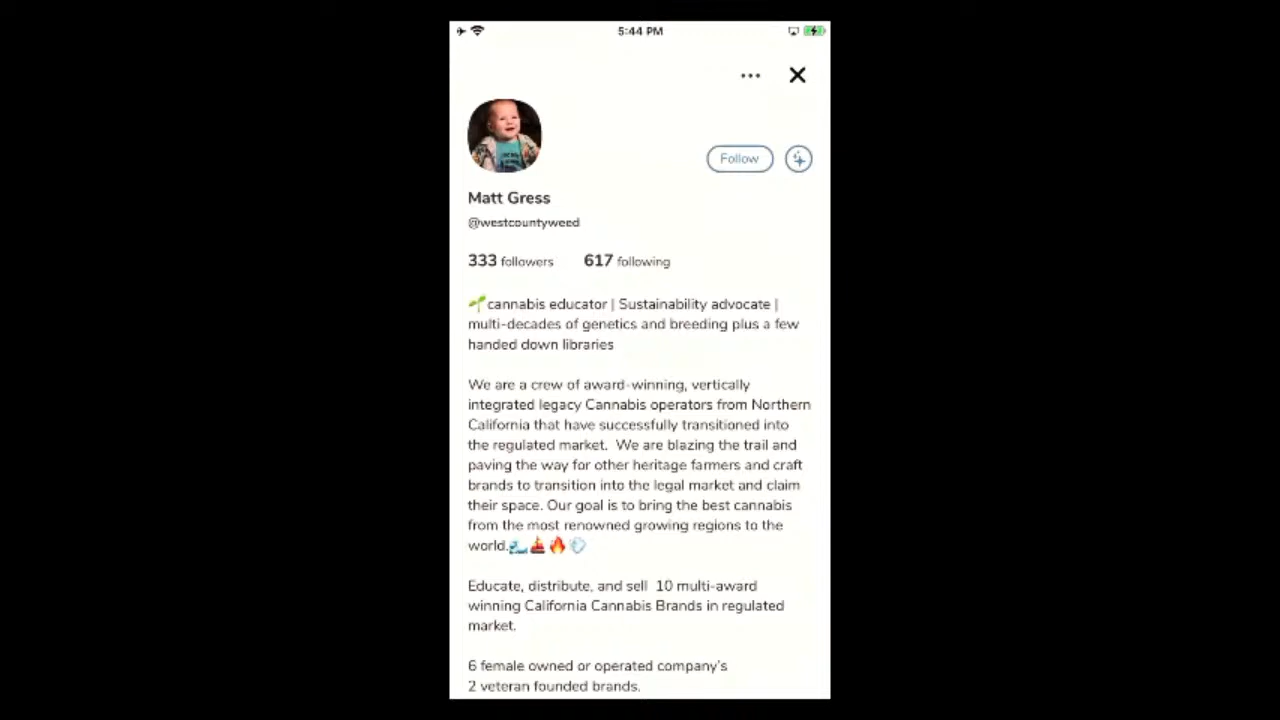 5:44 PM
Follow
Matt Gress
@westcountyweed
333 followers 617 following
🌱cannabis educator | Sustainability advocate |
multi-decades of genetics and breeding plus a few
handed down libraries
We are a crew of award-winning, vertically
integrated legacy Cannabis operators from Northern
California that have successfully transitioned into
the regulated market.  We are blazing the trail and
paving the way for other heritage farmers and craft
brands to transition into the legal market and claim
their space. Our goal is to bring the best cannabis
from the most renowned growing regions to the
world.🌊⛵🔥💨
Educate, distribute, and sell  10 multi-award
winning California Cannabis Brands in regulated
market.
6 female owned or operated company's
2 veteran founded brands.